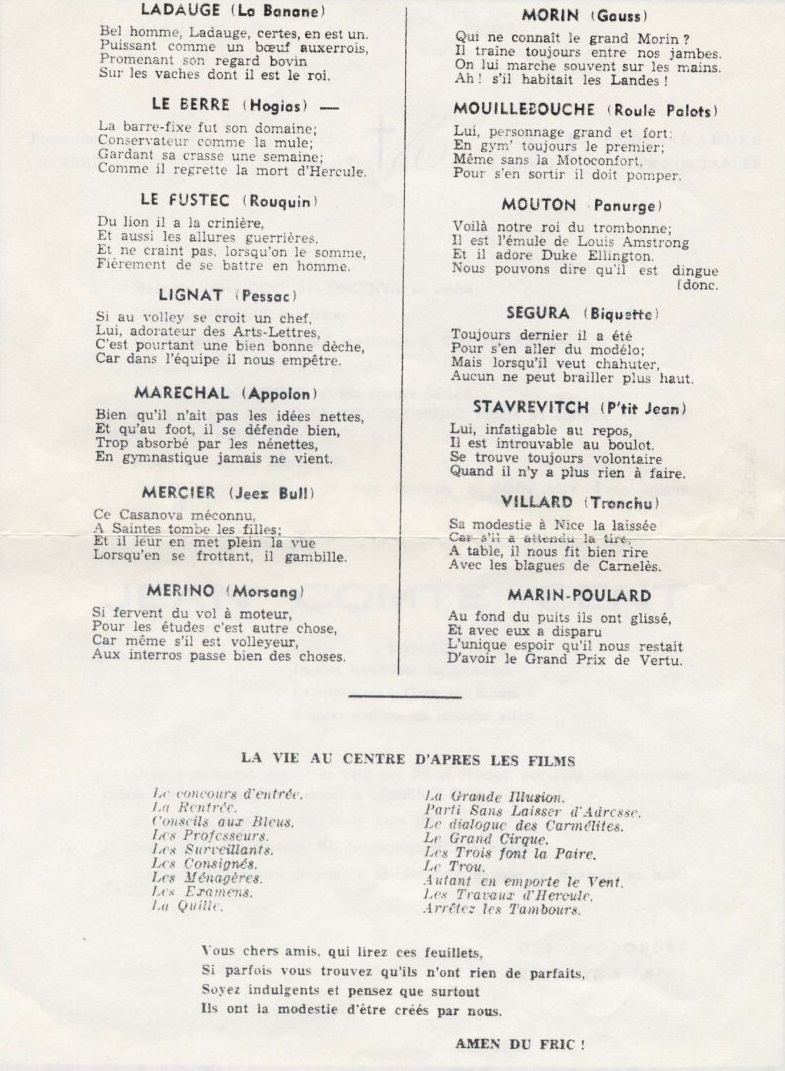 LADAUGE (La Banane)
Bel homme, Ladauge, certes, en est un.
Puissant comme un bœuf auxerrois,
Promenant son regard bovin
Sur les vaches dont il est le roi.
LE BERRE (Hogios) —
La barre-fixe fut son domaine;
Conservateur comme la mule;
Gardant sa crasse une semaine;
Comme il regrette la mort d'Hercule.
LE FUSTEC (Rouquin)
Du lion il a la crinière,
Et aussi les allures guerrières,
Et ne craint pas, lorsqu'on le somme,
Fièrement de se battre en homme.
LIGNAT (Pessac)
Si au volley se croit un chef,
Lui, adorateur des Arts-Lettres,
C'est pourtant une bien bonne dèche,
Car dans l'équipe il nous empêtre.
MARECHAL (Appolon)
Bien qu'il n'ait pas les idées nettes,
Et qu'au foot, il se défende bien,
Trop absorbé par les nénettes,
En gymnastique jamais ne vient.
MERCIER (Jeez Bull)
Ce Casanova méconnu,
A Saintes tombe les filles;
Et il leur en met plein la vue
Lorsqu'en se frottant, il gambille.
MERINO (Morsang)
Si fervent du vol à moteur,
Pour les études c'est autre chose,
Car même s'il est volleyeur,
Aux interros passe bien des choses.
MORIN (Gauss)
Qui ne connaît le grand Morin ?
Il traîne toujours entre nos jambes.
On lui marche souvent sur les mains.
Ah ! s'il habitait les Landes !
MOUILLEBOUCHE (Roule Palots)
Lui, personnage grand et fort;
En gym' toujours le premier;
Même sans la Motoconfort,
Pour s'en sortir il doit pomper.
MOUTON (Panurge)
Voilà notre roi du trombonne;
Il est l'émule de Louis Amstrong
Et il adore Duke Ellington.
Nous pouvons dire qu'il est dingue
[donc.
SEGURA (Biquette)
Toujours dernier il a été
Pour s'en aller du modélo;
Mais lorsqu'il veut chahuter,
Aucun ne peut brailler plus haut.
STAVREVITCH (P'tit Jean)
Lui, infatigable au repos,
Il est introuvable au boulot.
Se trouve toujours volontaire
Quand il n'y a plus rien à faire.
VILLARD (Tronchu)
Sa modestie à Nice la laissée
Car s'il a attendu la tire,
A table, il nous fit bien rire
Avec les blagues de Carnelès.
MARIN-POULARD
Au fond du puits ils ont glissé,
Et avec eux a disparu
L'unique espoir qu'il nous restait
D'avoir le Grand Prix de Vertu.
LA VIE AU CENTRE D'APRES LES FILMS
Le concours d'entrée. La Grande Illusion.
La Rentrée. Parti Sans Laisser d'Adresse.
Conseils aux Bleus. Le dialogue des Carmélites.
Les Professeurs. Le Grand Cirque.
Les Surveillants. Les Trois font la Paire.
Les Consignés. Le Trou.
Les Ménagères. Autant en emporte le Vent.
Les Examens. Les Travaux d'Hercule.
La Quille. Arrêtez les Tambours.
Vous chers amis, qui lirez ces feuillets,
Si parfois vous trouvez qu'ils n'ont rien de parfaits,
Soyez indulgents et pensez que surtout
Ils ont la modestie d'être créés par nous.
AMEN DU FRIC !